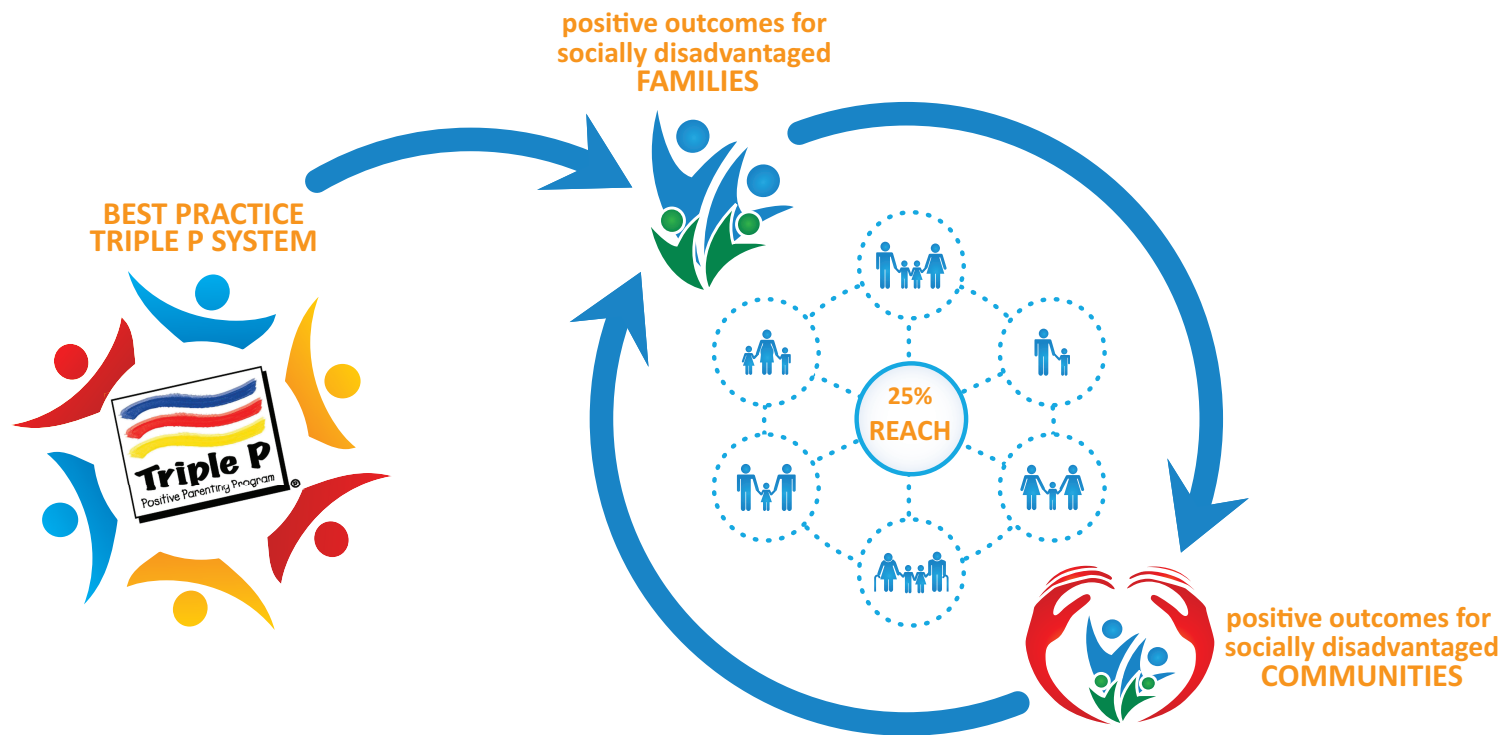 positive outcomes for
socially disadvantaged
FAMILIES
BEST PRACTICE
TRIPLE P SYSTEM
Triple P
Positive Parenting Program
®
25%
REACH
positive outcomes for
socially disadvantaged
COMMUNITIES